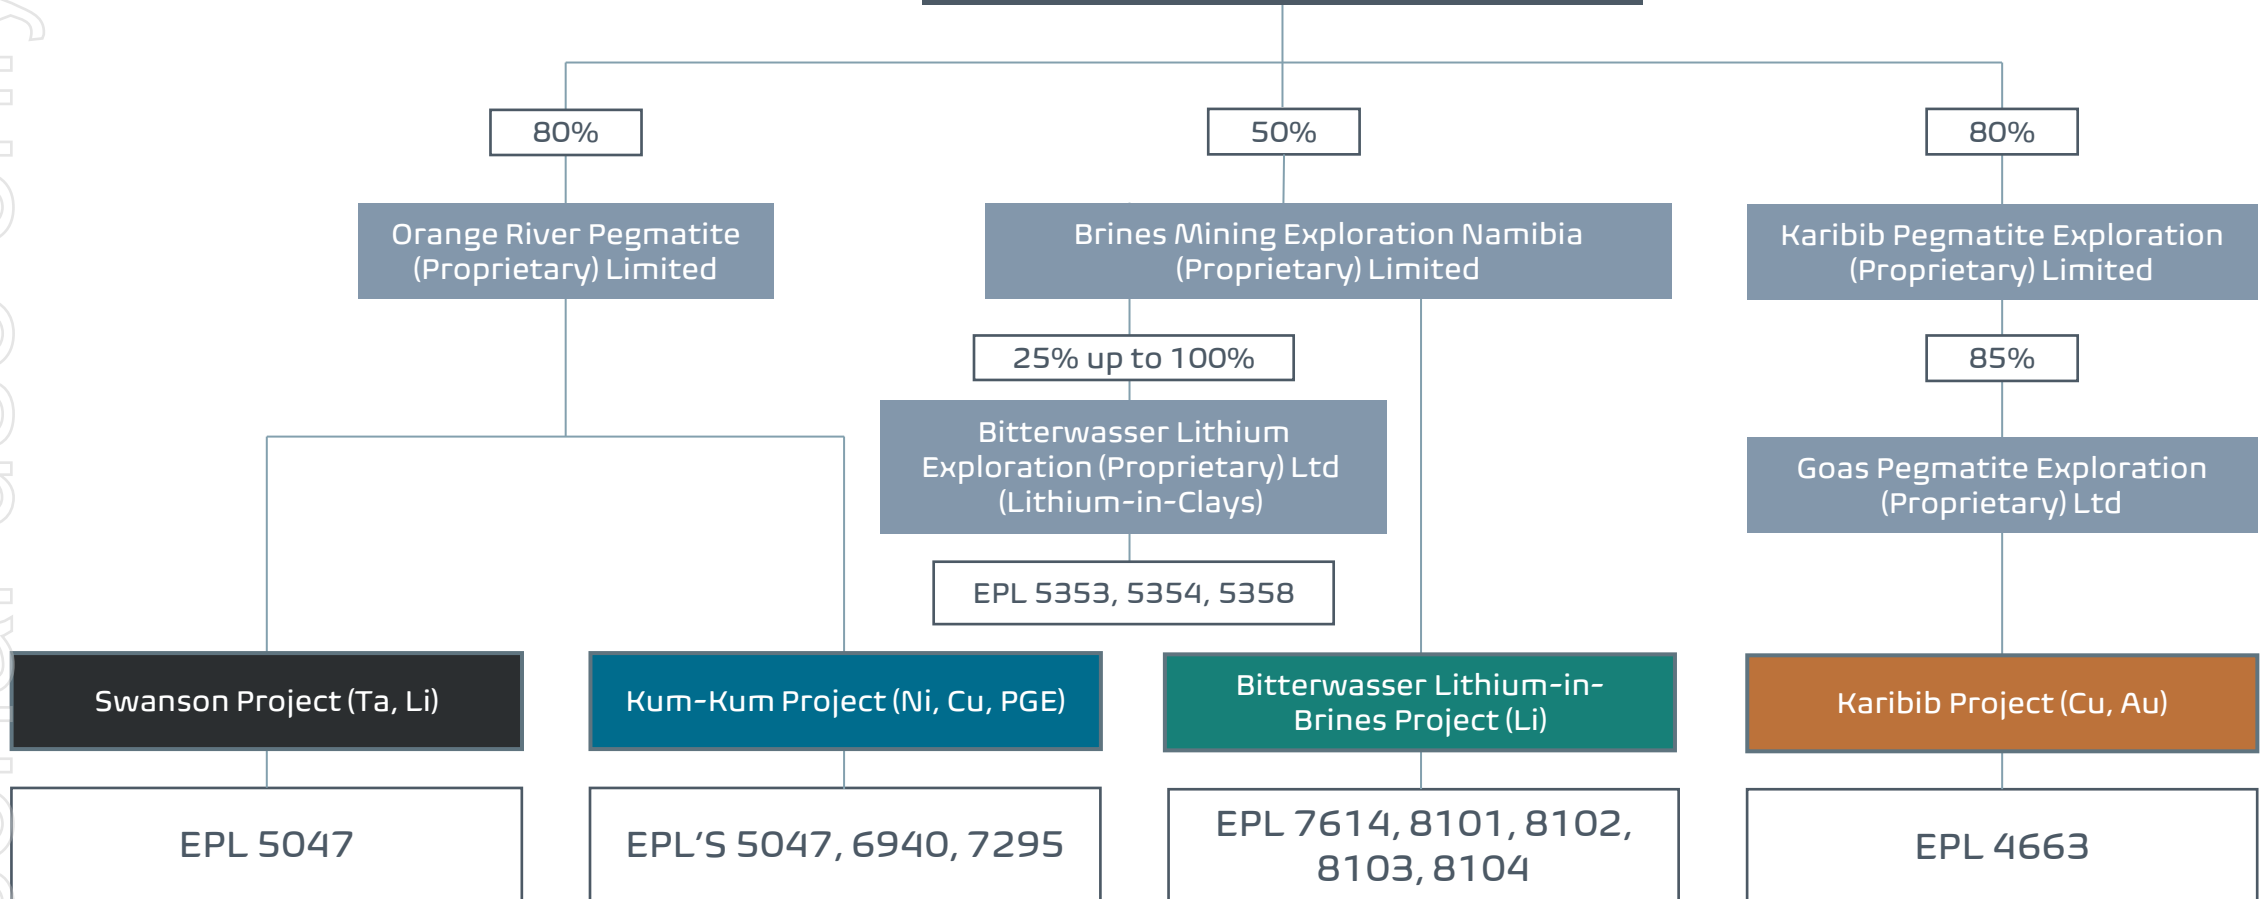 80%
50%
80%
Orange River Pegmatite
(Proprietary) Limited
Brines Mining Exploration Namibia
(Proprietary) Limited
Karibib Pegmatite Exploration
(Proprietary) Limited
25% up to 100%
85%
Bitterwasser Lithium
Exploration (Proprietary) Ltd
(Lithium-in-Clays)
Goas Pegmatite Exploration
(Proprietary) Ltd
EPL 5353, 5354, 5358
Swanson Project (Ta, Li)
Kum-Kum Project (Ni, Cu, PGE)
Bitterwasser Lithium-in-
Brines Project (Li)
Karibib Project (Cu, Au)
EPL 5047
EPL'S 5047, 6940, 7295
EPL 7614, 8101, 8102,
8103, 8104
EPL 4663